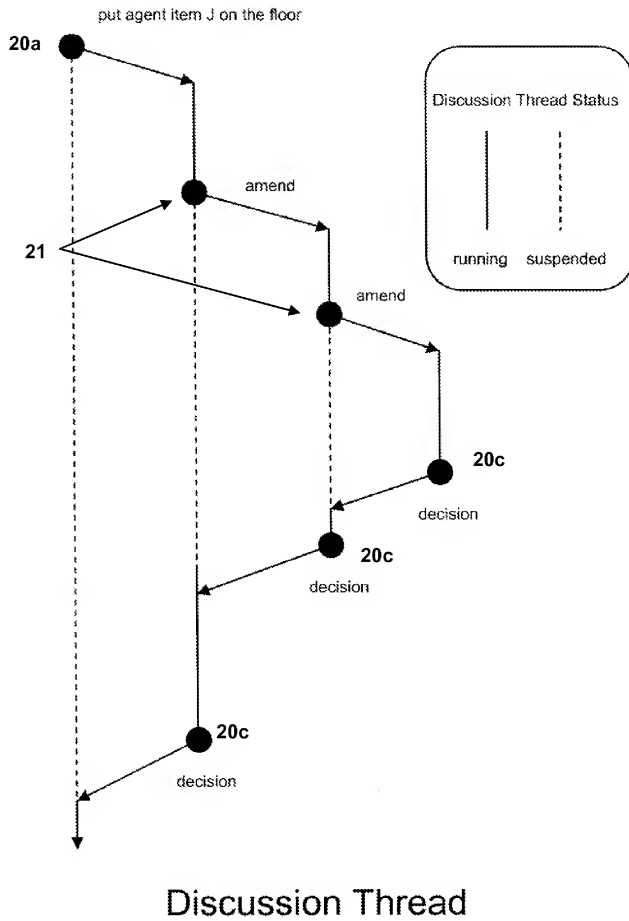 put agent item J on the floor
20a
Discussion Thread Status
running
suspended
amend
21
amend
20c
decision
20c
decision
20c
decision
Discussion Thread